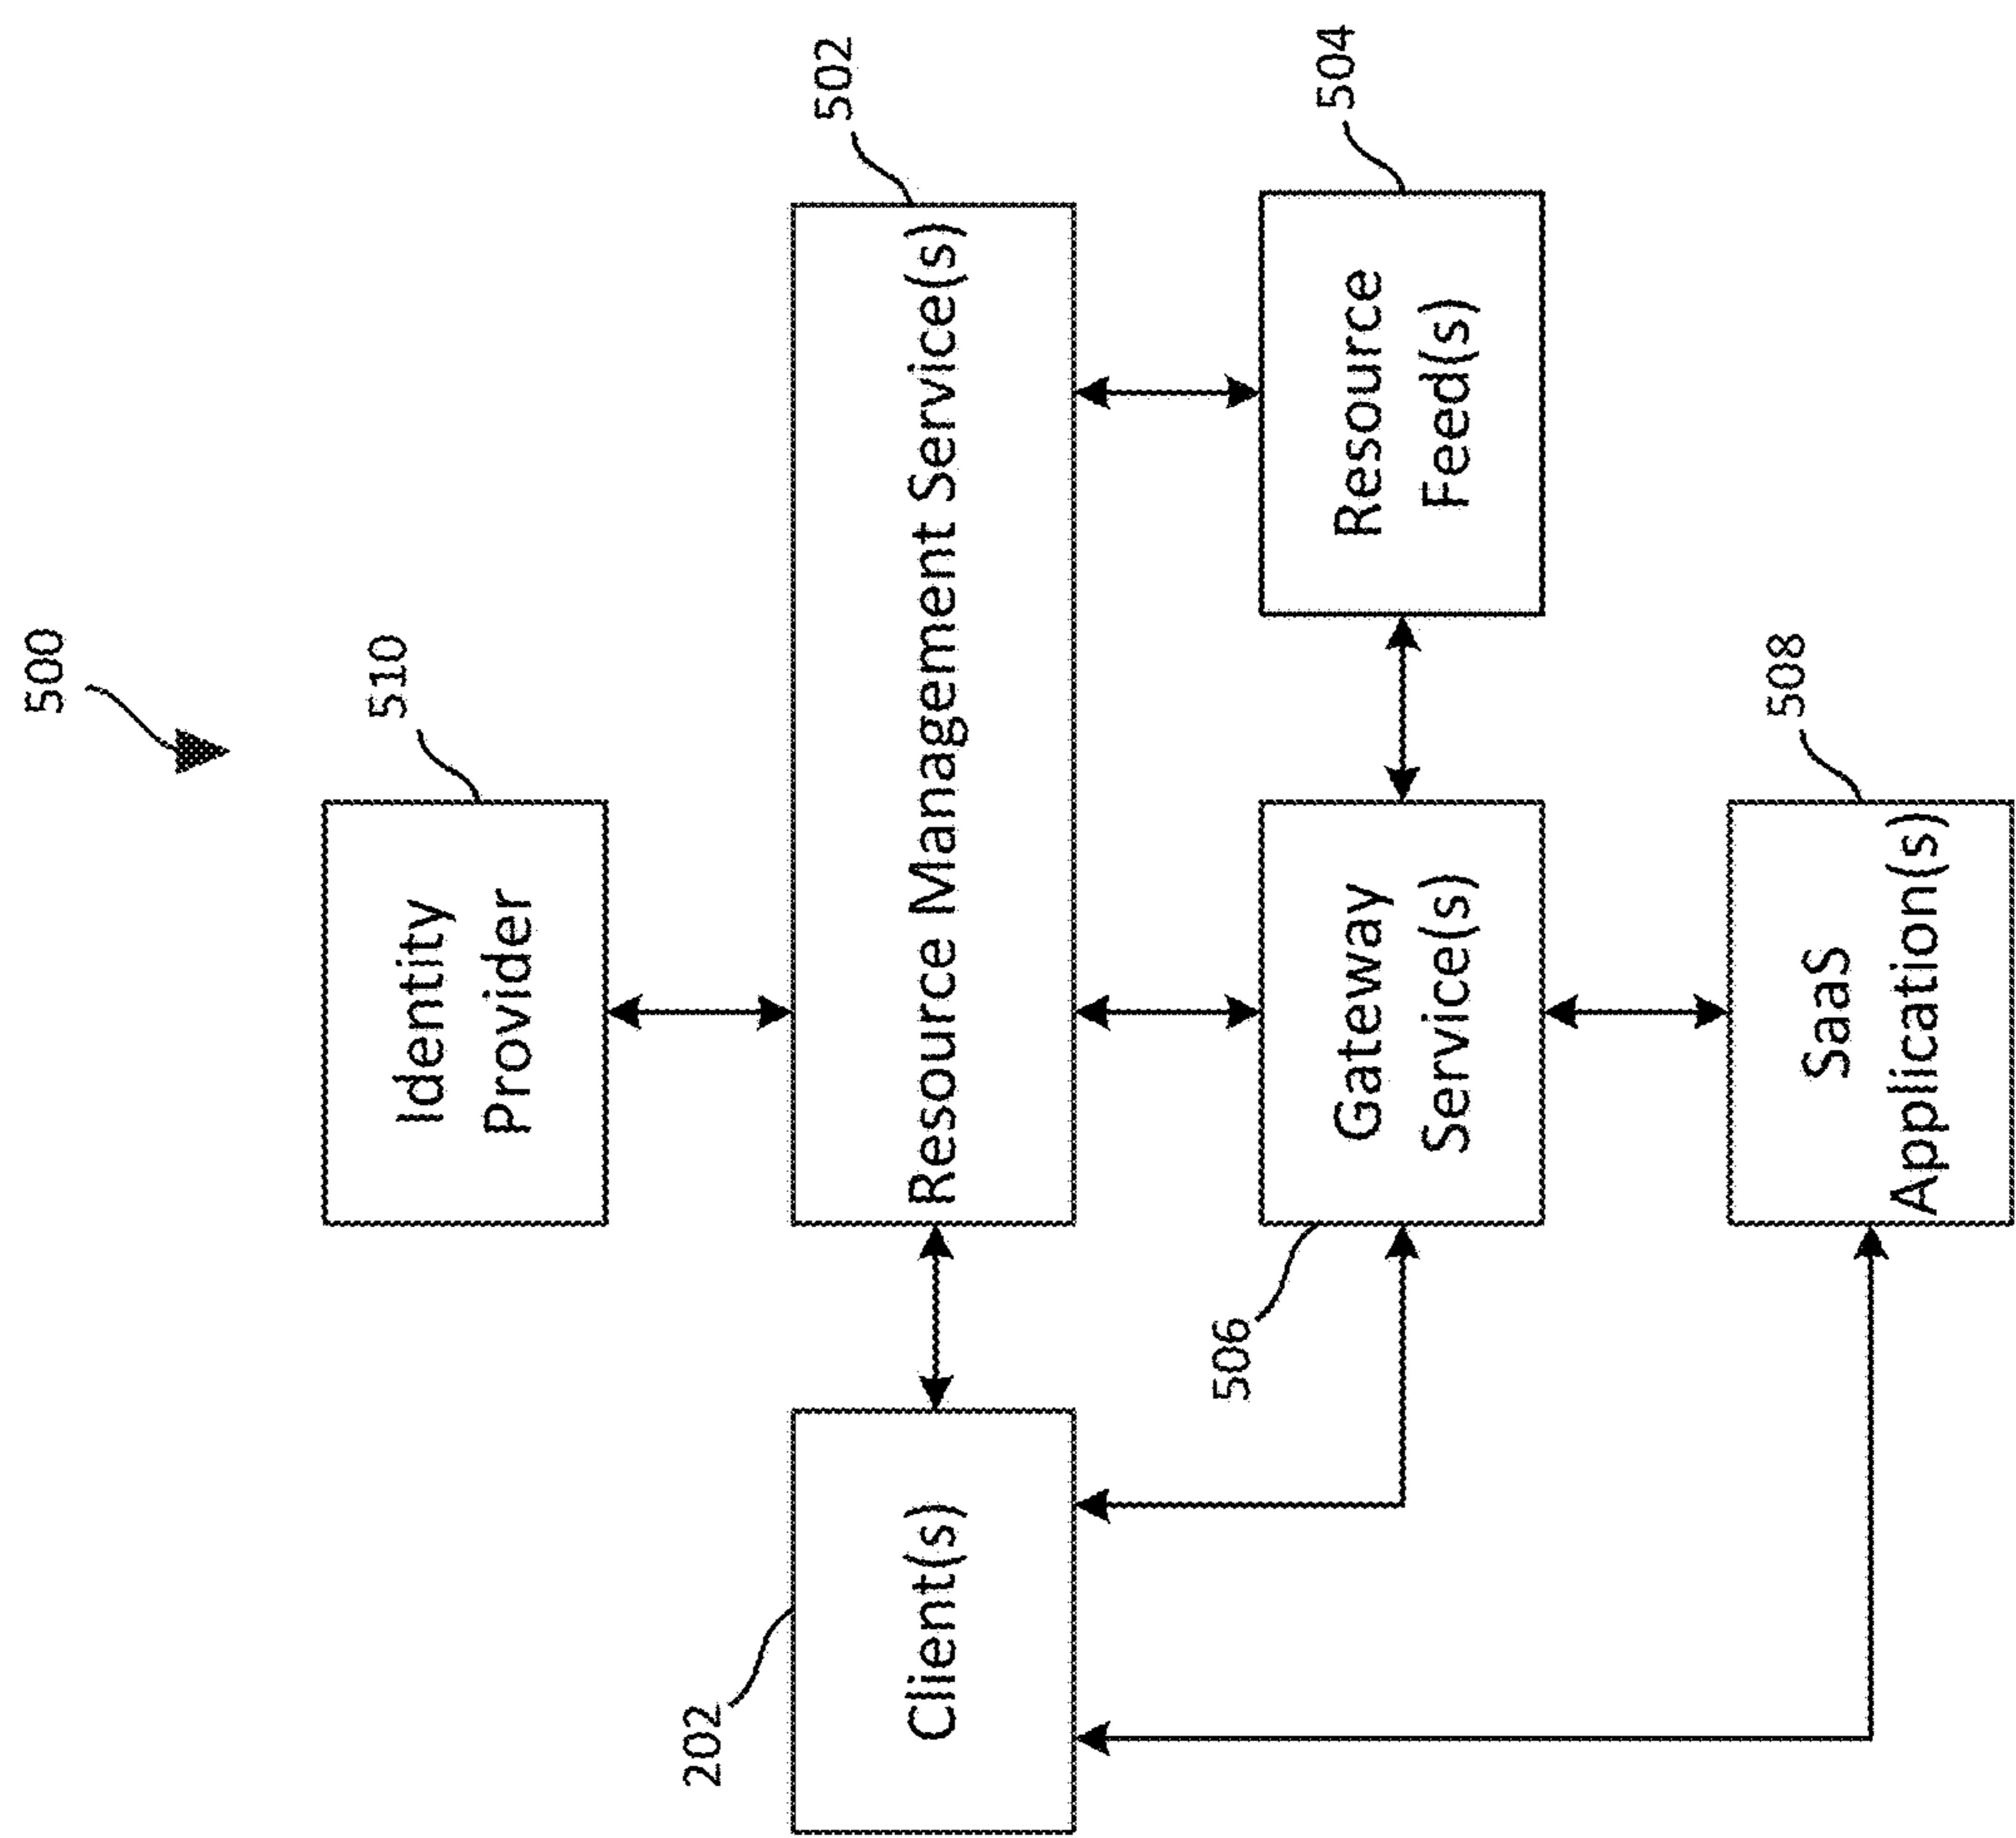 500
510
Identity
Provider
502
Resource Management Service(s)
202
Client(s)
504
Resource
Feed(s)
506
Gateway
Service(s)
508
SaaS
Application(s)